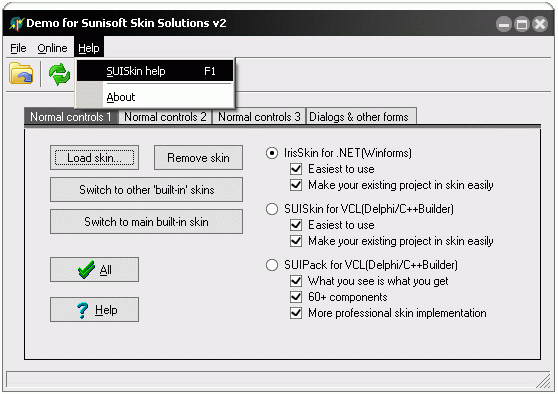 Demo for Sunisoft Skin Solutions v2
File Online Help
SUISkin help F1
About
Normal controls 1 Normal controls 2 Normal controls 3 Dialogs & other forms
Load skin... Remove skin
Switch to other 'built-in' skins
Switch to main built-in skin
All
? Help
IrisSkin for .NET(Winforms)
Easiest to use
Make your existing project in skin easily
SUISkin for VCL(Delphi/C++Builder)
Easiest to use
Make your existing project in skin easily
SUIPack for VCL(Delphi/C++Builder)
What you see is what you get
60+ components
More professional skin implementation